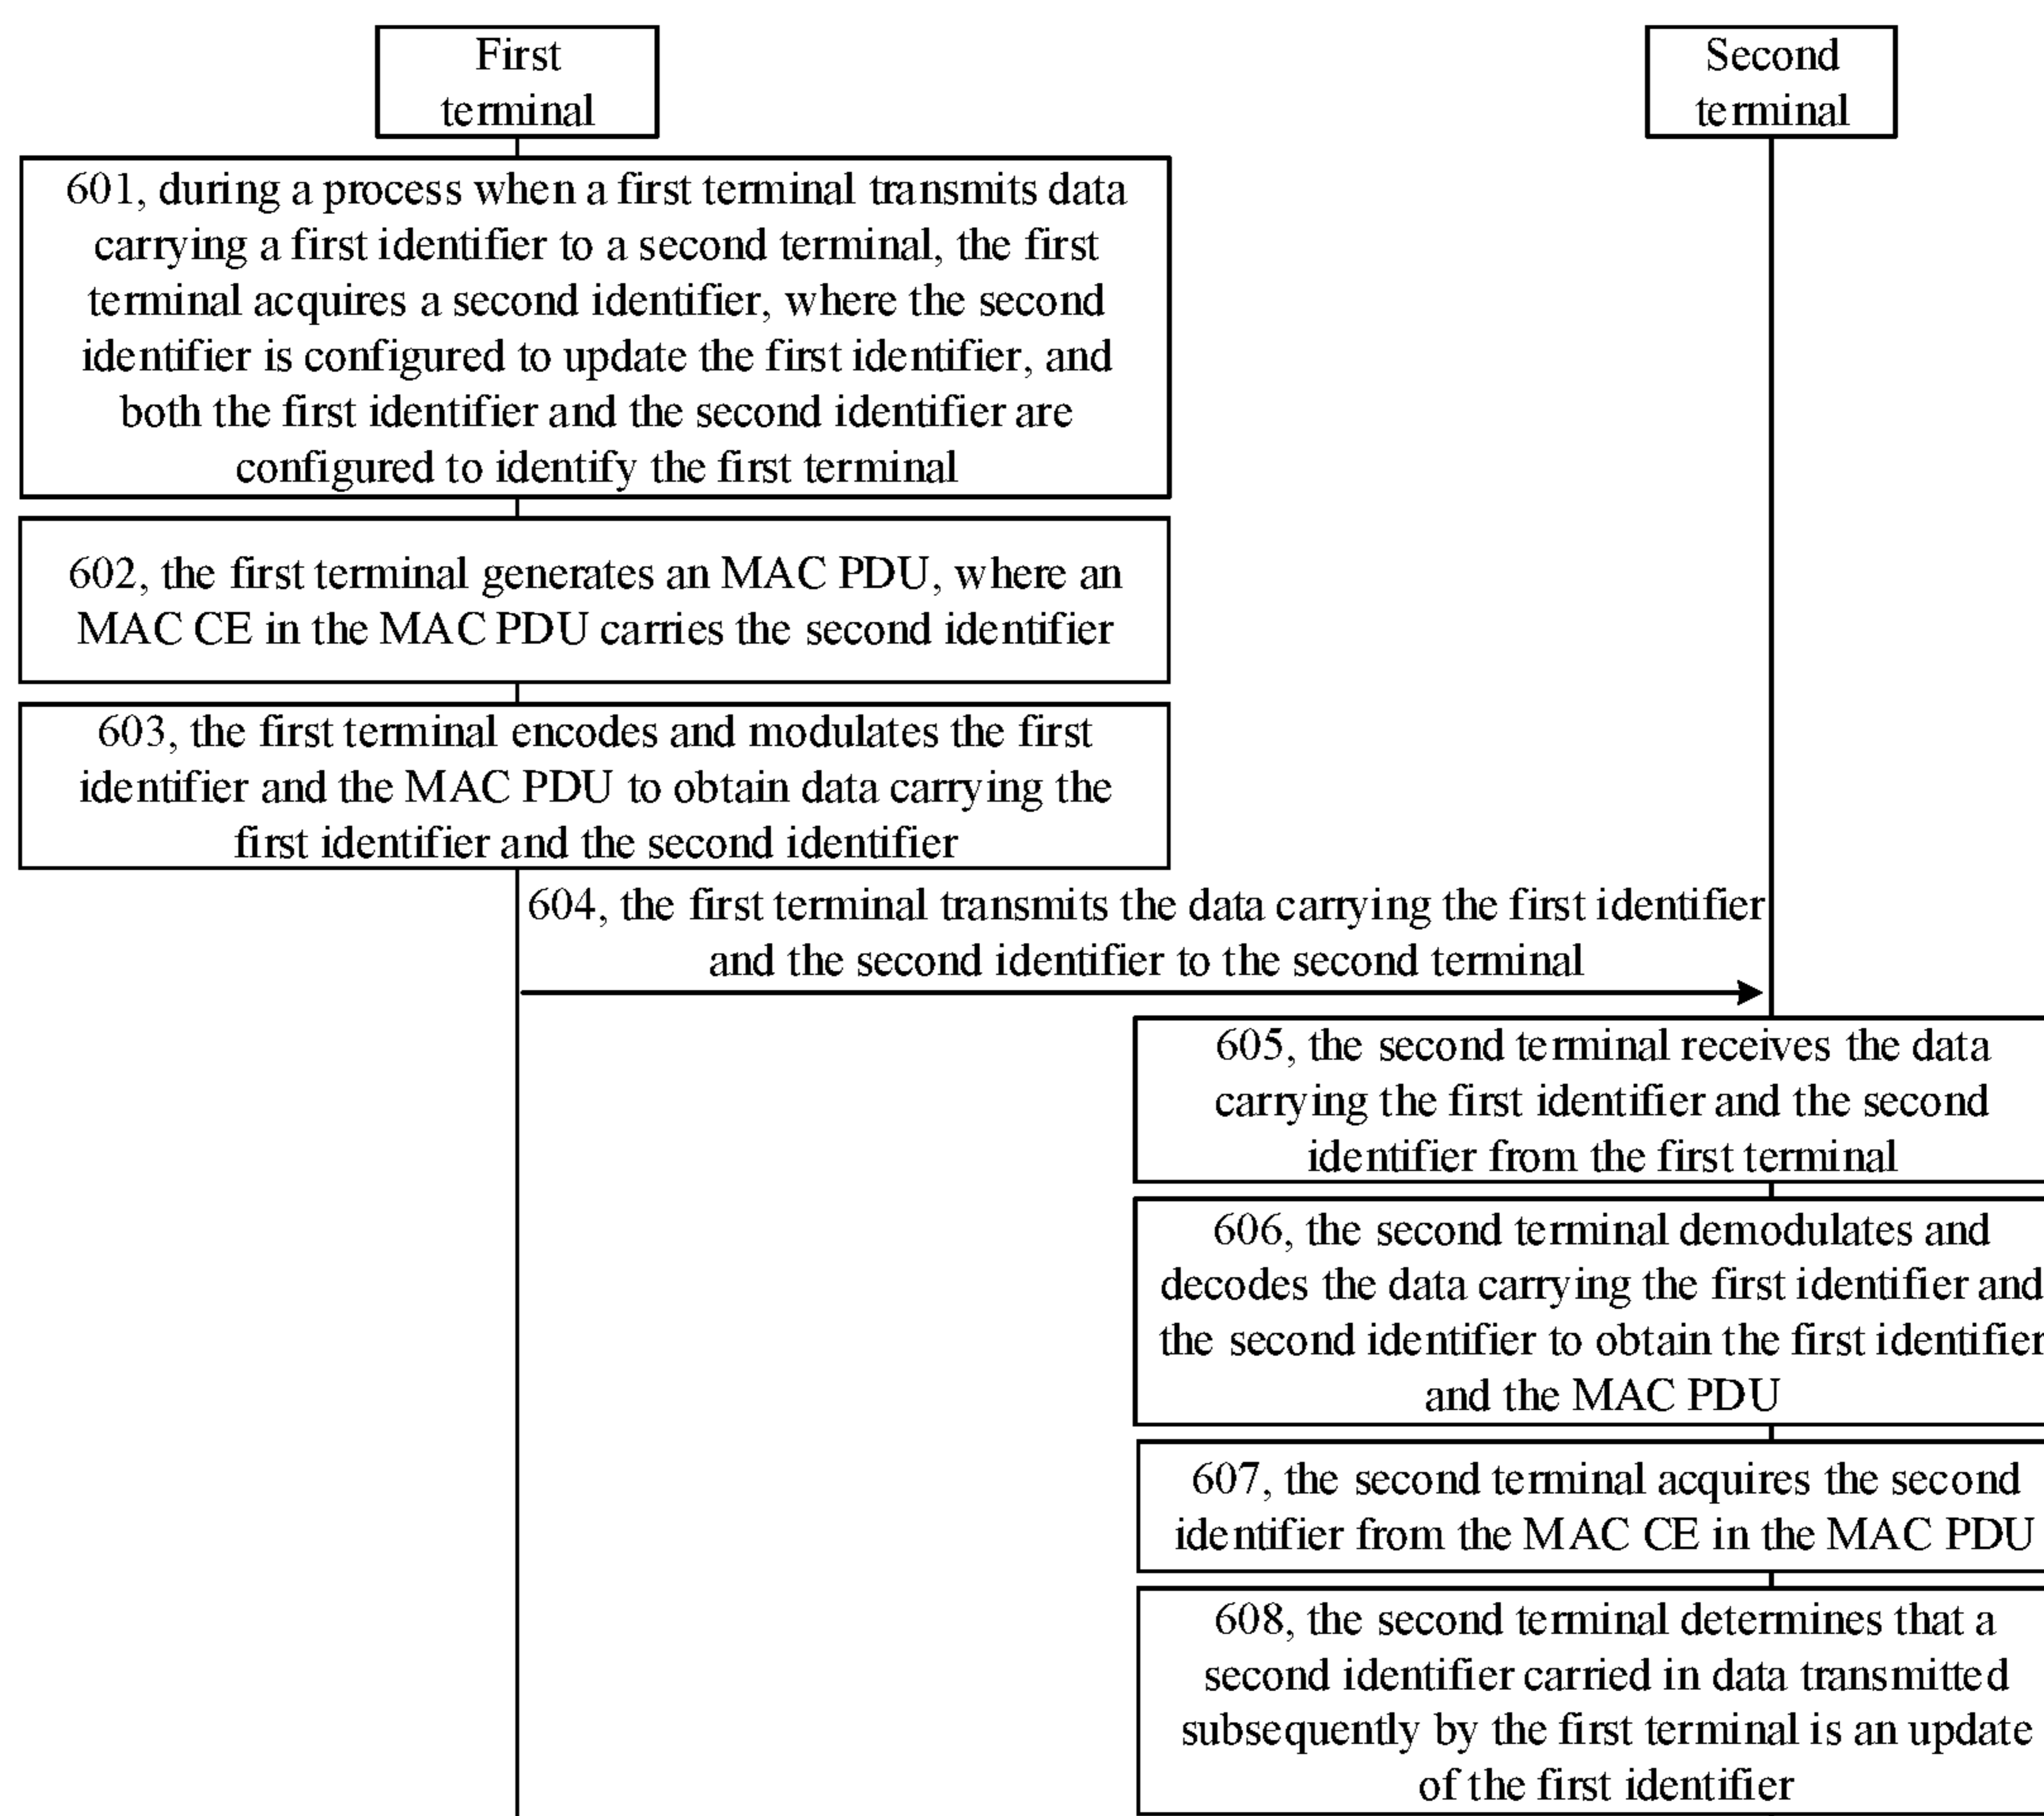 First
terminal
Second
terminal
601, during a process when a first terminal transmits data
carrying a first identifier to a second terminal, the first
terminal acquires a second identifier, where the second
identifier is configured to update the first identifier, and
both the first identifier and the second identifier are
configured to identify the first terminal
602, the first terminal generates an MAC PDU, where an
MAC CE in the MAC PDU carries the second identifier
603, the first terminal encodes and modulates the first
identifier and the MAC PDU to obtain data carrying the
first identifier and the second identifier
604, the first terminal transmits the data carrying the first identifier
and the second identifier to the second terminal
605, the second terminal receives the data
carrying the first identifier and the second
identifier from the first terminal
606, the second terminal demodulates and
decodes the data carrying the first identifier and
the second identifier to obtain the first identifier
and the MAC PDU
607, the second terminal acquires the second
identifier from the MAC CE in the MAC PDU
608, the second terminal determines that a
second identifier carried in data transmitted
subsequently by the first terminal is an update
of the first identifier